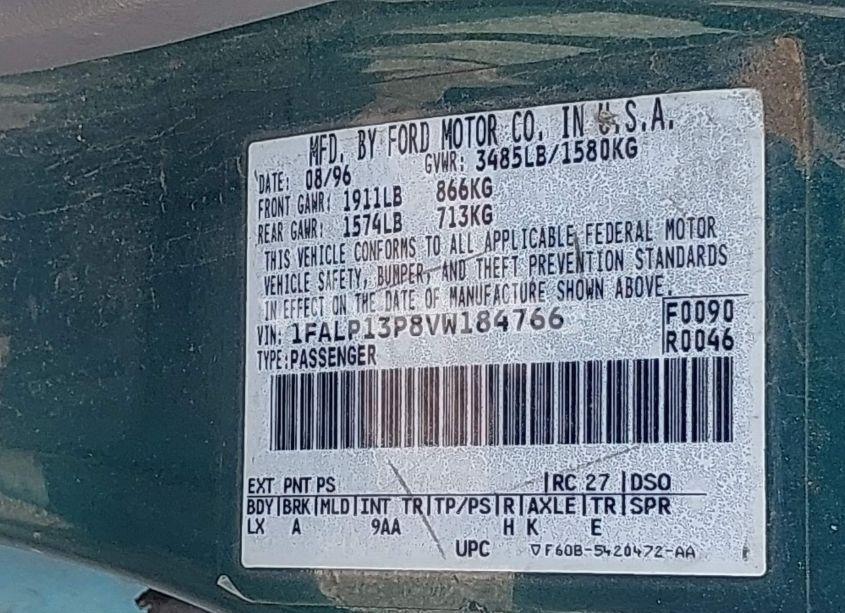 MFD. BY FORD MOTOR CO. IN U.S.A.
DATE: 08/96 GVWR: 3485LB/1580KG
FRONT GAWR: 1911LB 866KG
REAR GAWR: 1574LB 713KG
THIS VEHICLE CONFORMS TO ALL APPLICABLE FEDERAL MOTOR
VEHICLE SAFETY, BUMPER, AND THEFT PREVENTION STANDARDS
IN EFFECT ON THE DATE OF MANUFACTURE SHOWN ABOVE.
VIN: 1FALP13P8VW184766 F0090
TYPE: PASSENGER R0046
EXT PNT PS |RC 27 |DSO
BDY|BRK|MLD|INT TR|TP/PS|R|AXLE|TR|SPR
LX A 9AA H K E
UPC ▽F60B-5420472-AA